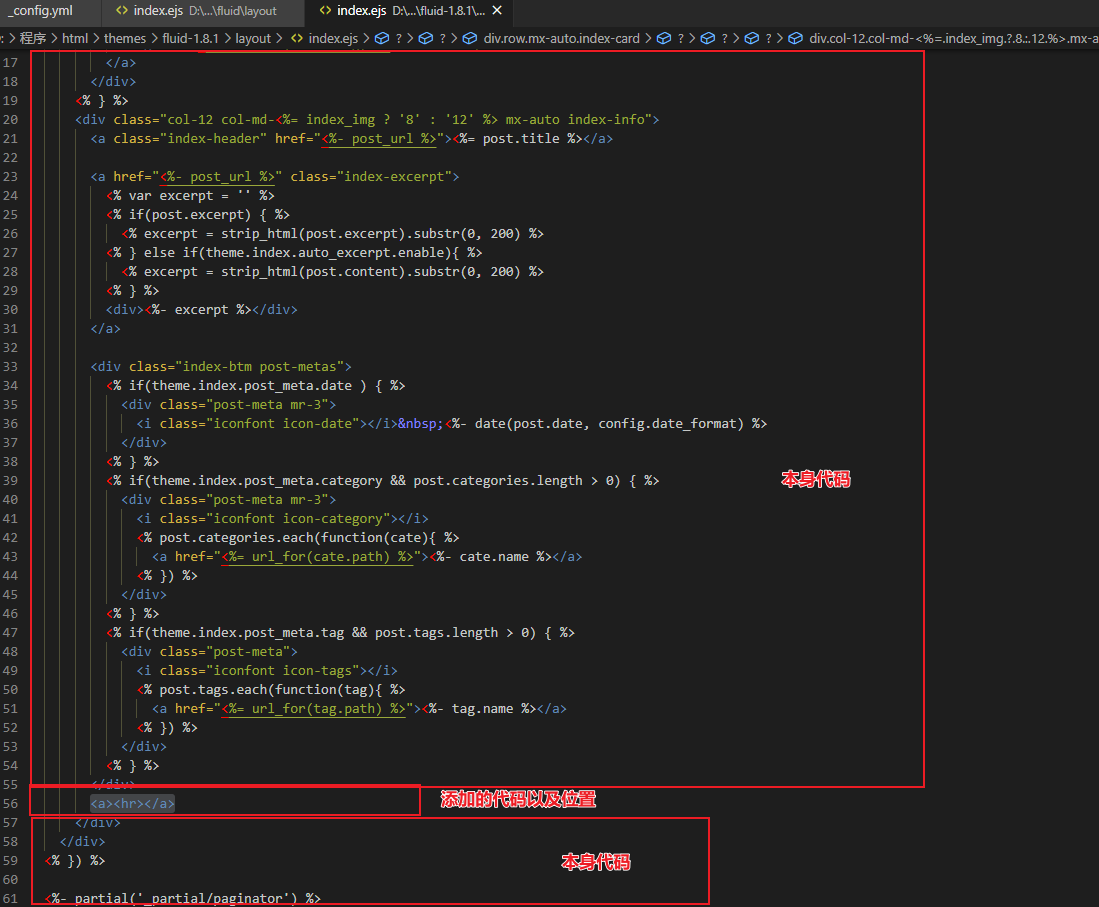 _config.yml
index.ejs D:\...\fluid\layout
index.ejs D:\...\fluid-1.8.1\...
程序 > html > themes > fluid-1.8.1 > layout > index.ejs > ? > ? > div.row.mx-auto.index-card > ? > ? > ? > div.col-12.col-md-<%=.index_img.?.8.:.12.%>.mx-a
17 </a>
18 </div>
19 <% } %>
20 <div class="col-12 col-md-<%= index_img ? '8' : '12' %> mx-auto index-info">
21 <a class="index-header" href="<%- post_url %>"><%= post.title %></a>
22
23 <a href="<%- post_url %>" class="index-excerpt">
24 <% var excerpt = '' %>
25 <% if(post.excerpt) { %>
26 <% excerpt = strip_html(post.excerpt).substr(0, 200) %>
27 <% } else if(theme.index.auto_excerpt.enable){ %>
28 <% excerpt = strip_html(post.content).substr(0, 200) %>
29 <% } %>
30 <div><%- excerpt %></div>
31 </a>
32
33 <div class="index-btm post-metas">
34 <% if(theme.index.post_meta.date ) { %>
35 <div class="post-meta mr-3">
36 <i class="iconfont icon-date"></i>&nbsp;<%- date(post.date, config.date_format) %>
37 </div>
38 <% } %>
39 <% if(theme.index.post_meta.category && post.categories.length > 0) { %>
本身代码
40 <div class="post-meta mr-3">
41 <i class="iconfont icon-category"></i>
42 <% post.categories.each(function(cate){ %>
43 <a href="<%= url_for(cate.path) %>"><%- cate.name %></a>
44 <% }) %>
45 </div>
46 <% } %>
47 <% if(theme.index.post_meta.tag && post.tags.length > 0) { %>
48 <div class="post-meta">
49 <i class="iconfont icon-tags"></i>
50 <% post.tags.each(function(tag){ %>
51 <a href="<%= url_for(tag.path) %>"><%- tag.name %></a>
52 <% }) %>
53 </div>
54 <% } %>
55 </div>
56 <a><hr></a>
添加的代码以及位置
57 </div>
58 </div>
59 <% }) %>
本身代码
60
61 <%- partial('_partial/paginator') %>